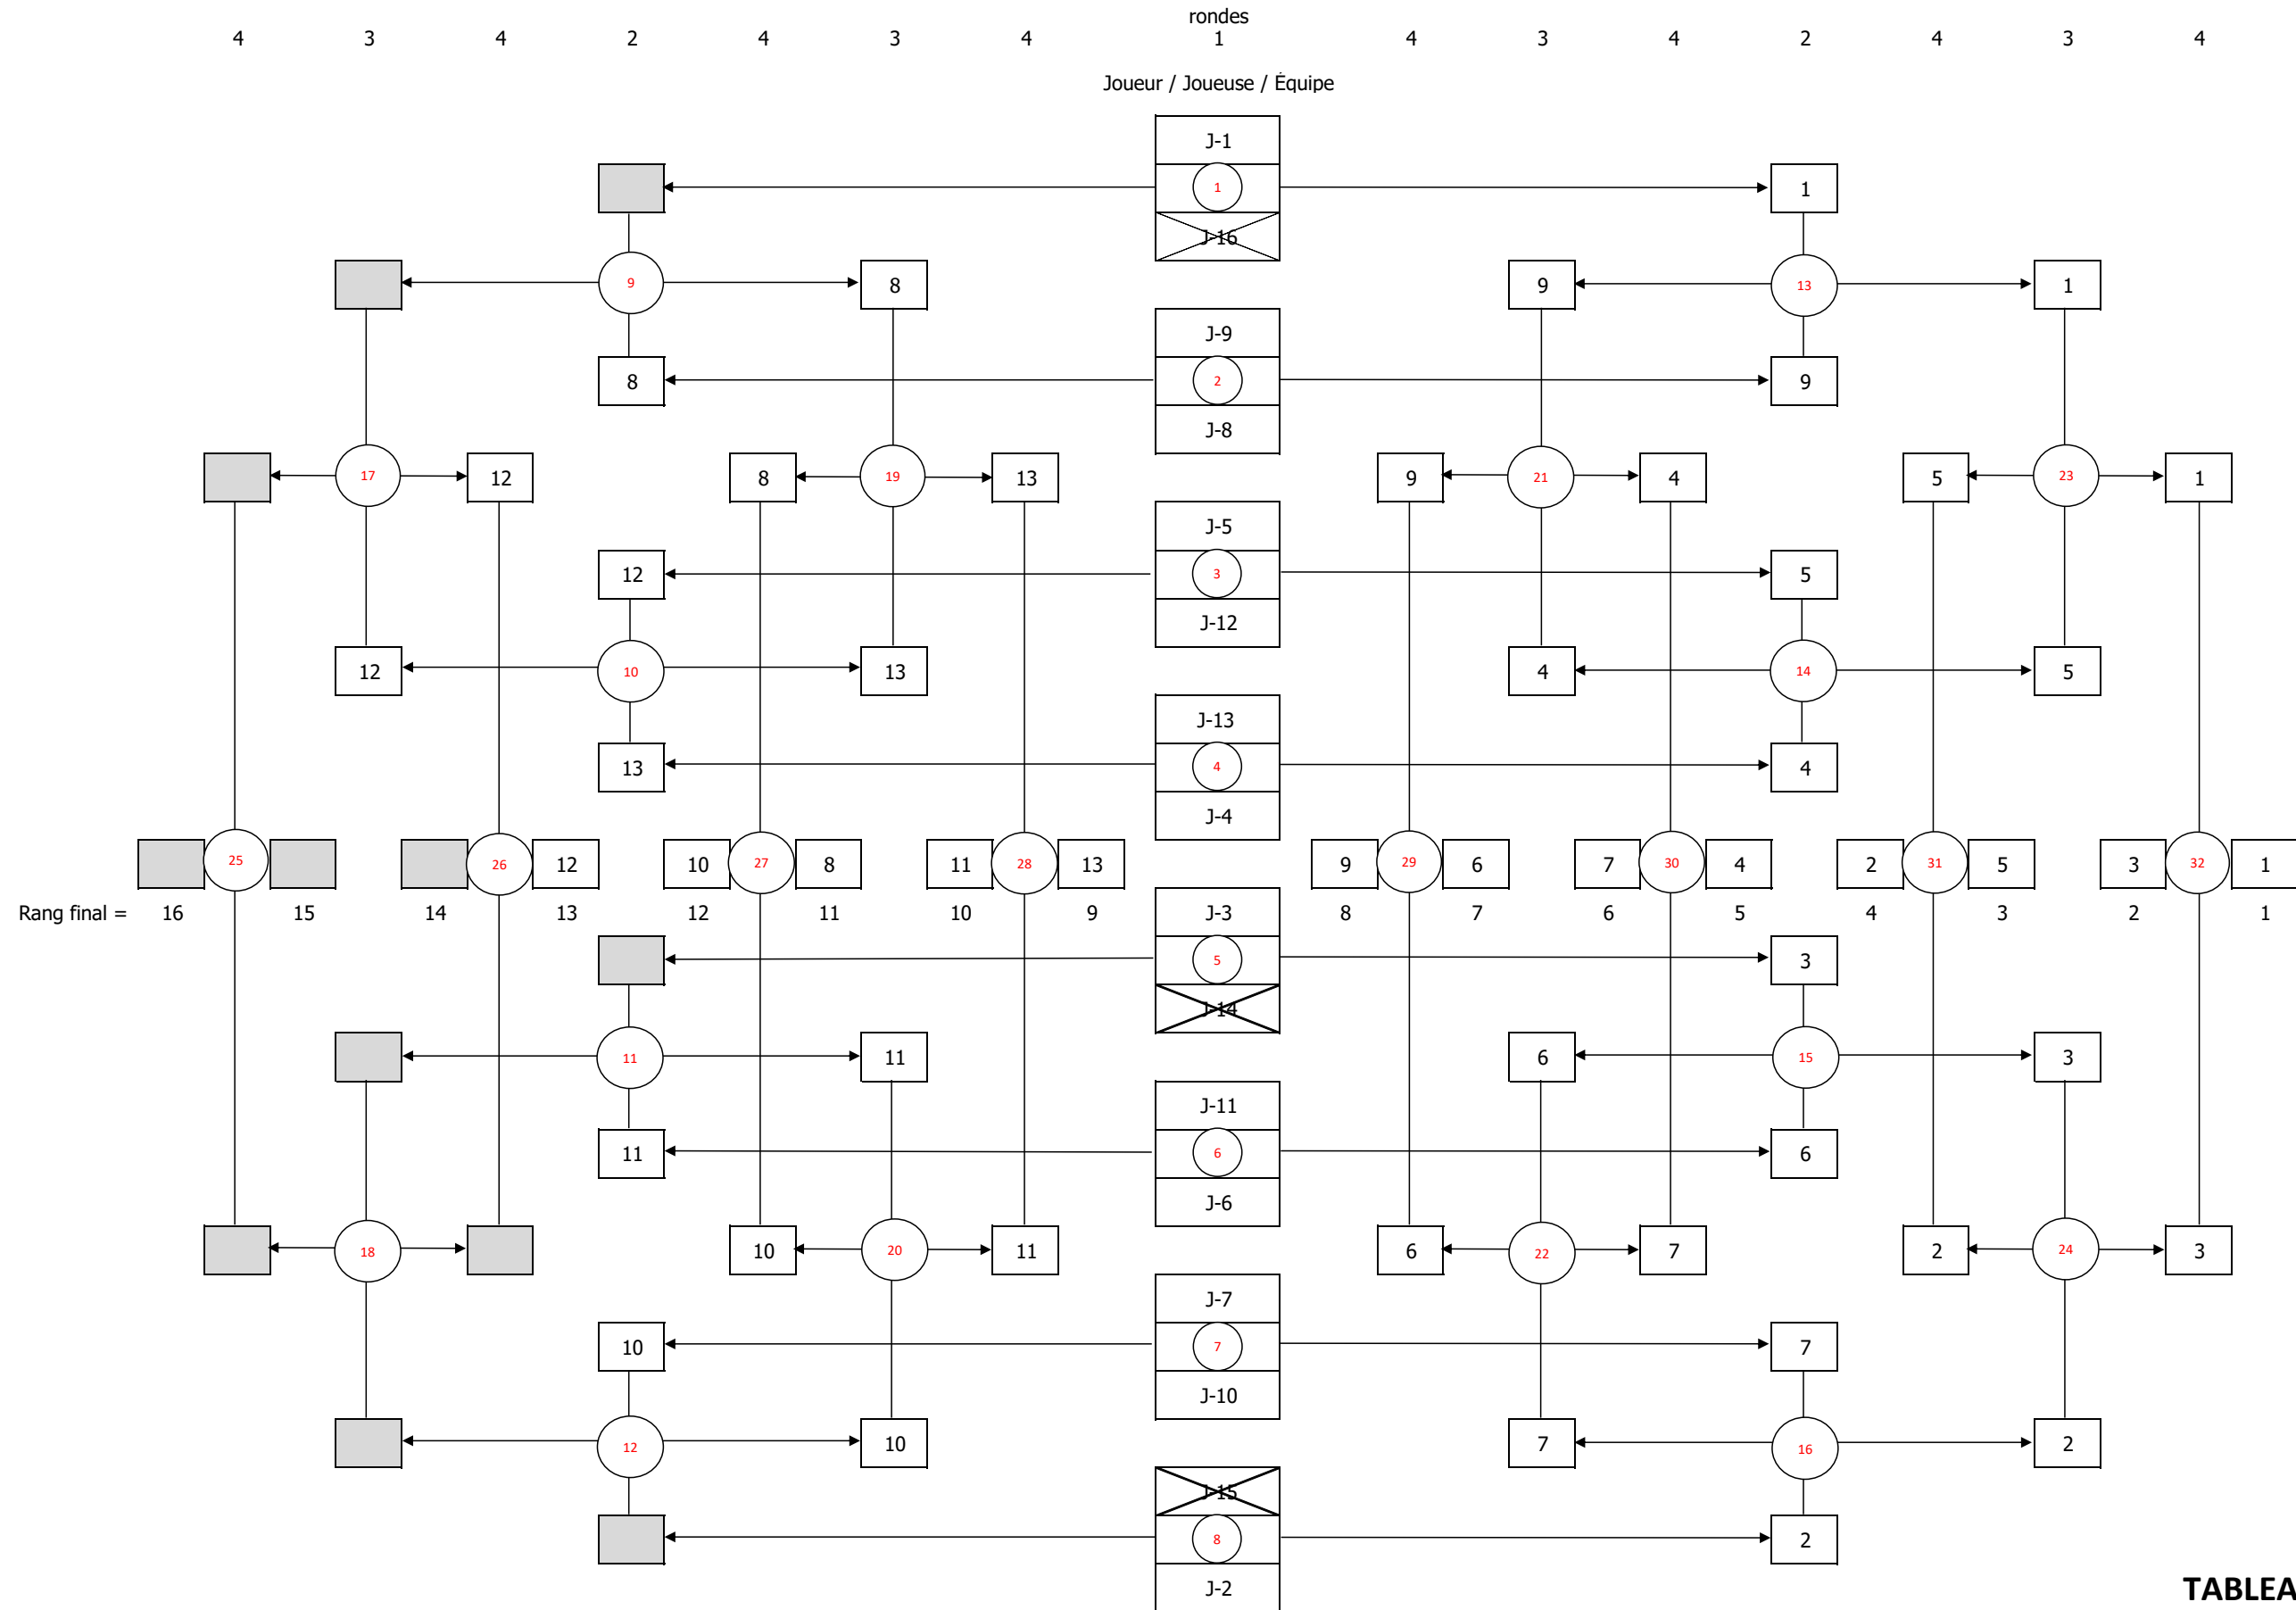 rondes
4 3 4 2 4 3 4 1 4 3 4 2 4 3 4
Joueur / Joueuse / Équipe
J-1
1 1
J-16
9 8 9 13 1
J-9
8 2 9
J-8
17 12 8 19 13 9 21 4 5 23 1
J-5
12 3 5
J-12
12 10 13 4 14 5
J-13
13 4 4
J-4
25 26 12 10 27 8 11 28 13 9 29 6 7 30 4 2 31 5 3 32 1
Rang final = 16 15 14 13 12 11 10 9 J-3 8 7 6 5 4 3 2 1
5 3
J-14
11 11 6 15 3
J-11
11 6 6
J-6
18 10 20 11 6 22 7 2 24 3
J-7
10 7 7
J-10
12 10 7 16 2
J-15
8 2
J-2
TABLEA